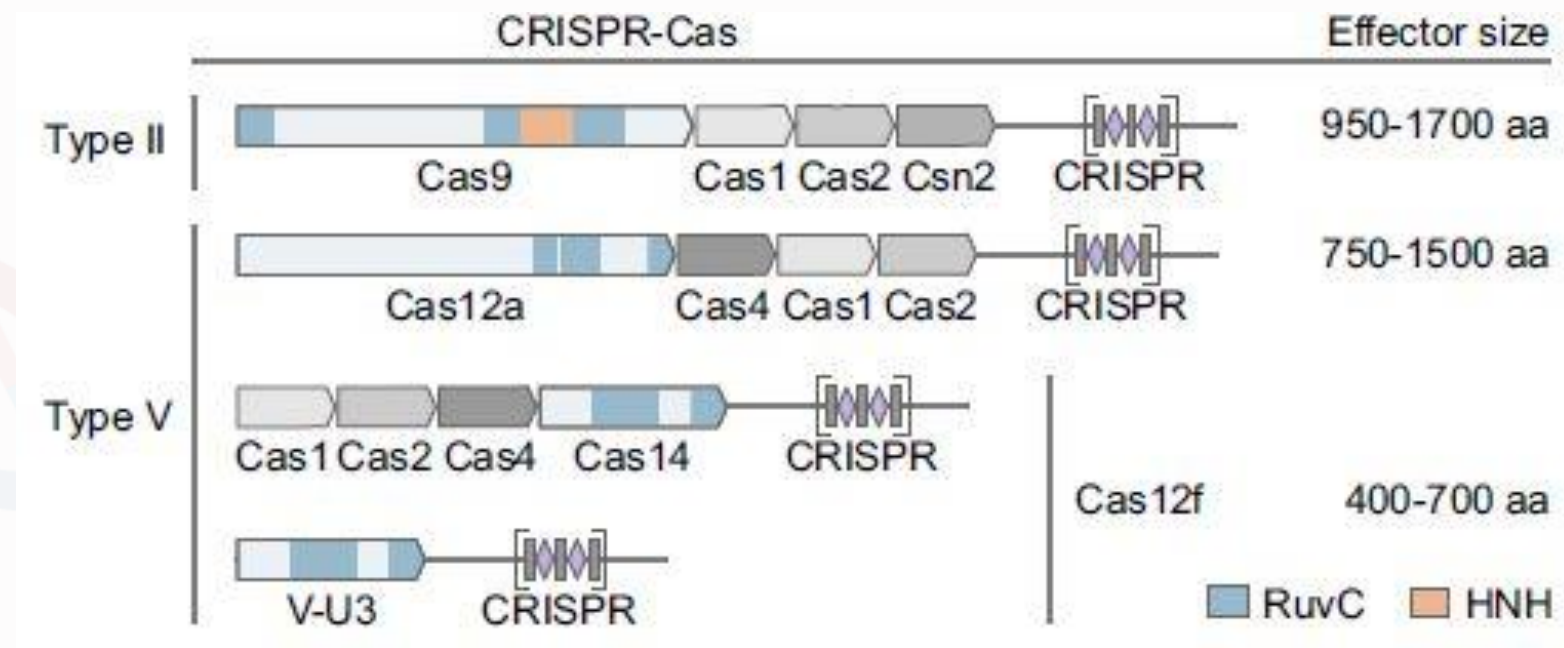 CRISPR-Cas Effector size
Type II
950-1700 aa
Cas9 Cas1 Cas2 Csn2 CRISPR
750-1500 aa
Cas12a Cas4 Cas1 Cas2 CRISPR
Type V
Cas1 Cas2 Cas4 Cas14 CRISPR
Cas12f 400-700 aa
V-U3 CRISPR
RuvC HNH